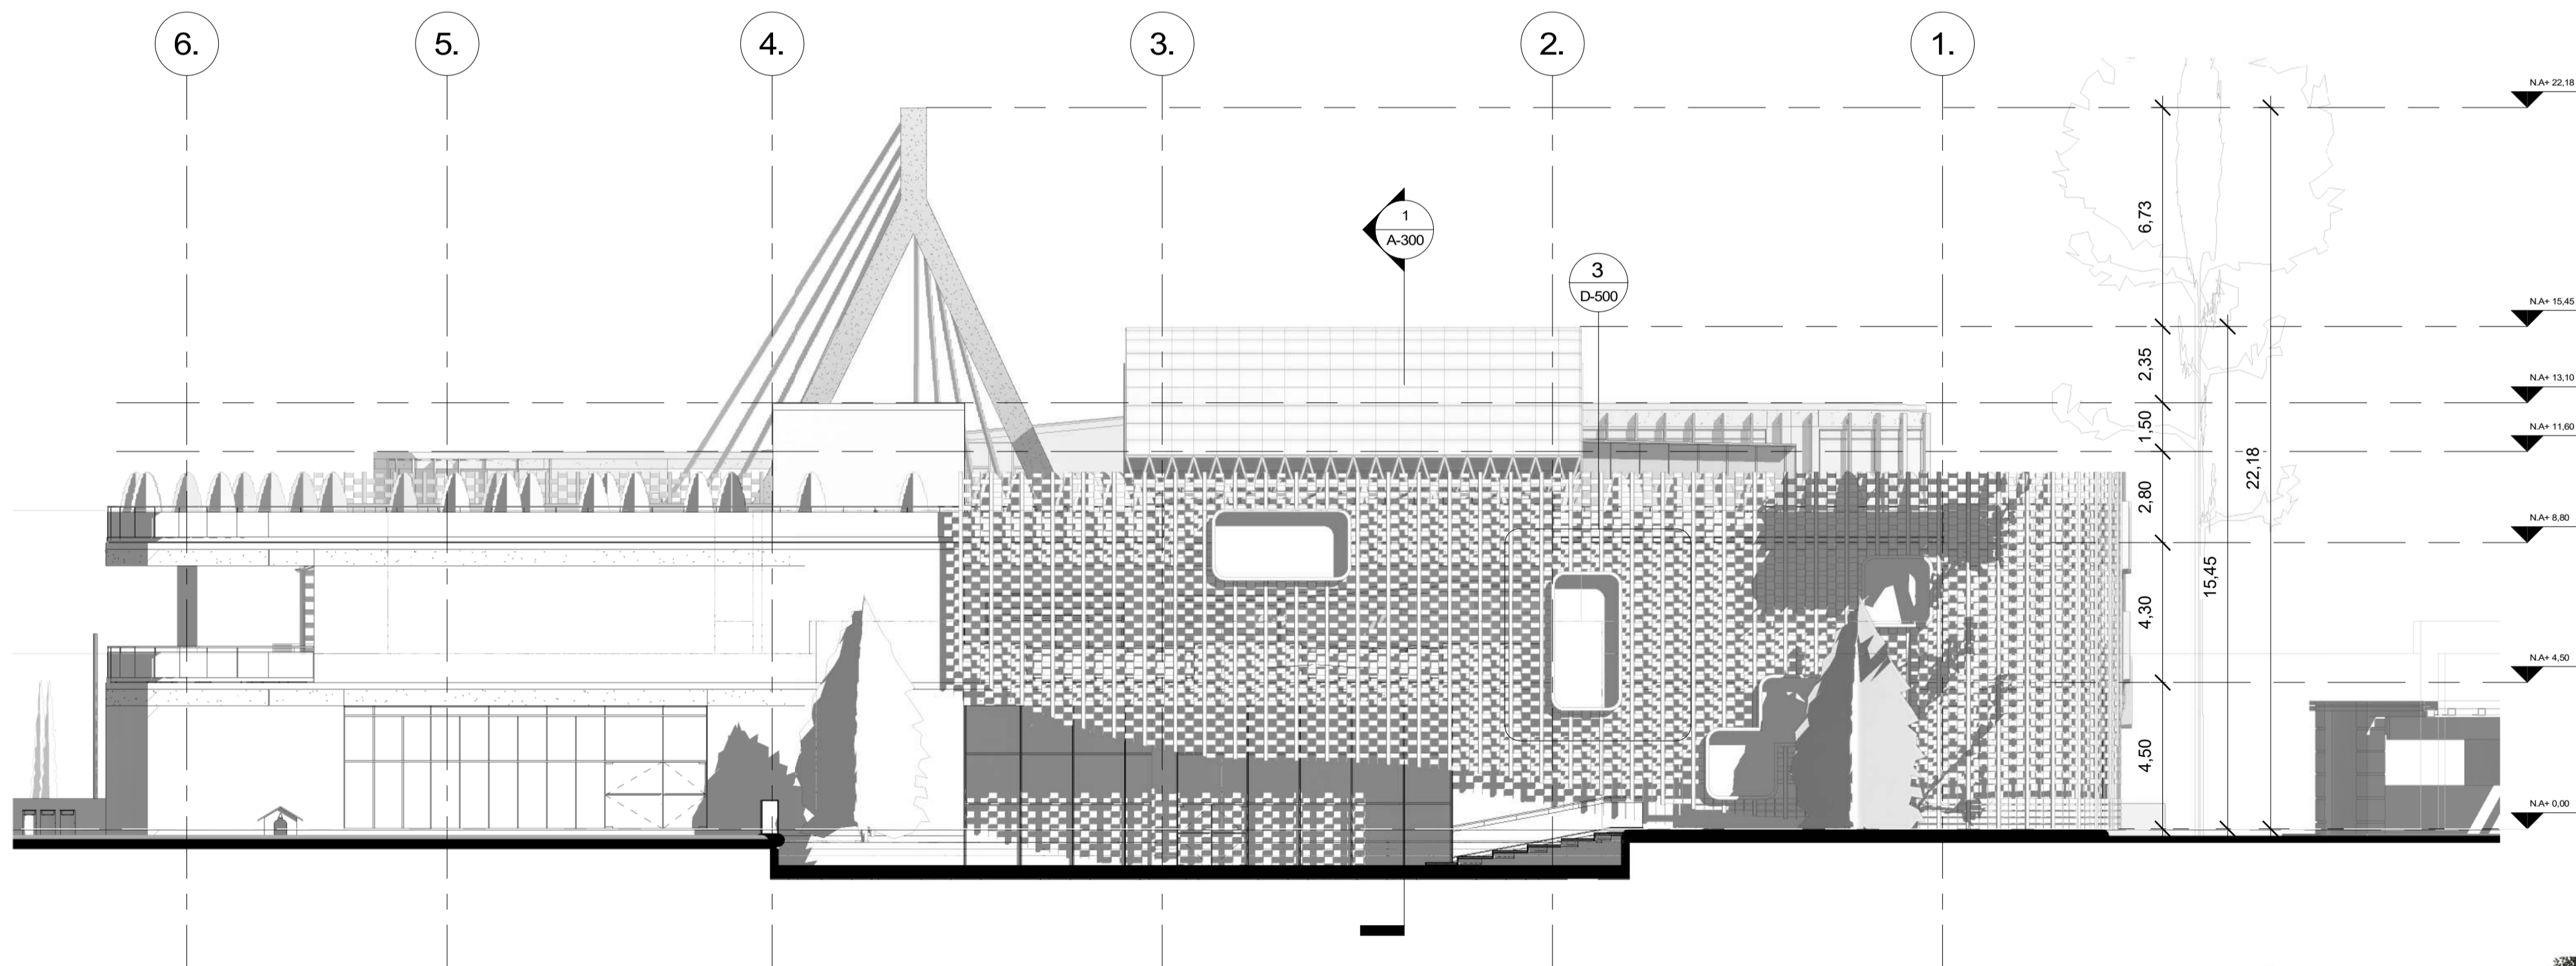 6.
5.
4.
3.
2.
1.
N.A+ 22,18
6,73
1
A-300
3
D-500
N.A+ 15,45
2,35
N.A+ 13,10
1,50
N.A+ 11,60
22,18
2,80
N.A+ 8,80
15,45
4,30
N.A+ 4,50
4,50
N.A+ 0,00